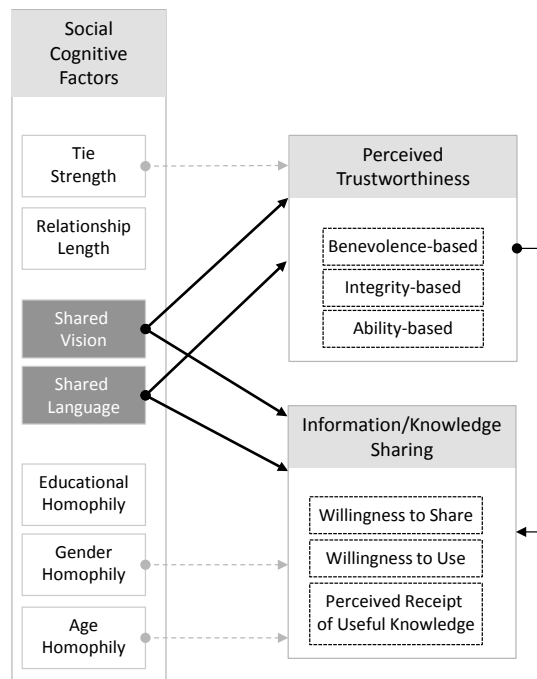 Social
Cognitive
Factors
Tie
Strength
Relationship
Length
Shared
Vision
Shared
Language
Educational
Homophily
Gender
Homophily
Age
Homophily
Perceived
Trustworthiness
Benevolence-based
Integrity-based
Ability-based
Information/Knowledge
Sharing
Willingness to Share
Willingness to Use
Perceived Receipt
of Useful Knowledge